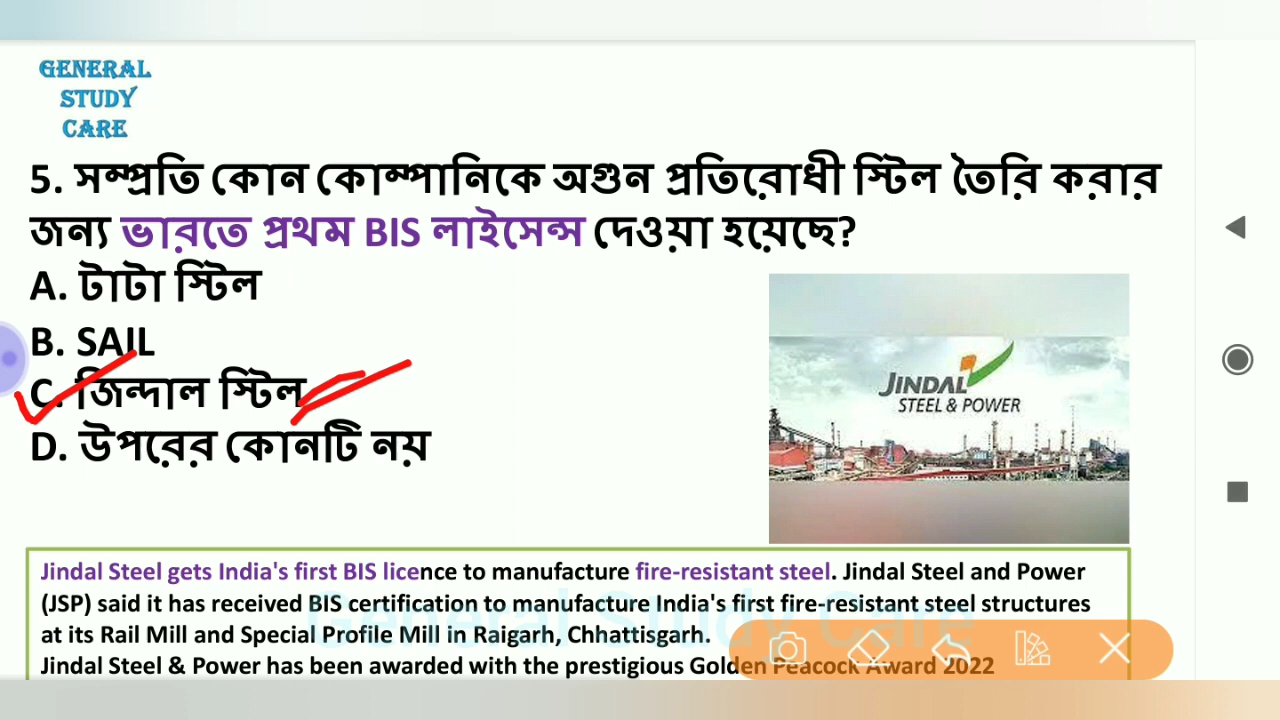 GENERAL
STUDY
CARE
5. সম্প্রতি কোন কোম্পানিকে অগুন প্রতিরোধী স্টিল তৈরি করার
জন্য ভারতে প্রথম BIS লাইসেন্স দেওয়া হয়েছে?
A. টাটা স্টিল
B. SAIL
C. জিন্দাল স্টিল
D. উপরের কোনটি নয়
JINDAL
STEEL & POWER
Jindal Steel gets India's first BIS licence to manufacture fire-resistant steel. Jindal Steel and Power
(JSP) said it has received BIS certification to manufacture India's first fire-resistant steel structures
at its Rail Mill and Special Profile Mill in Raigarh, Chhattisgarh.
Jindal Steel & Power has been awarded with the prestigious Golden Peacock Award 2022
General Study Care